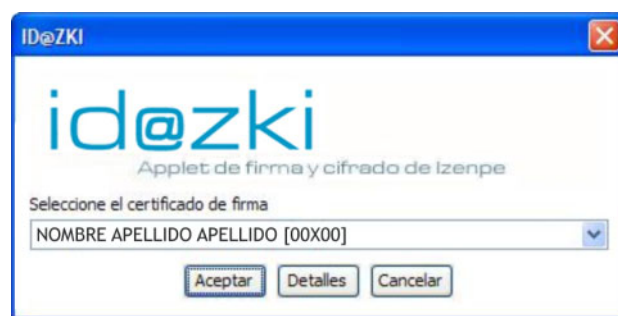 ID@ZKI
id@zki
Applet de firma y cifrado de Izenpe
Seleccione el certificado de firma
NOMBRE APELLIDO APELLIDO [00X00]
Aceptar Detalles Cancelar